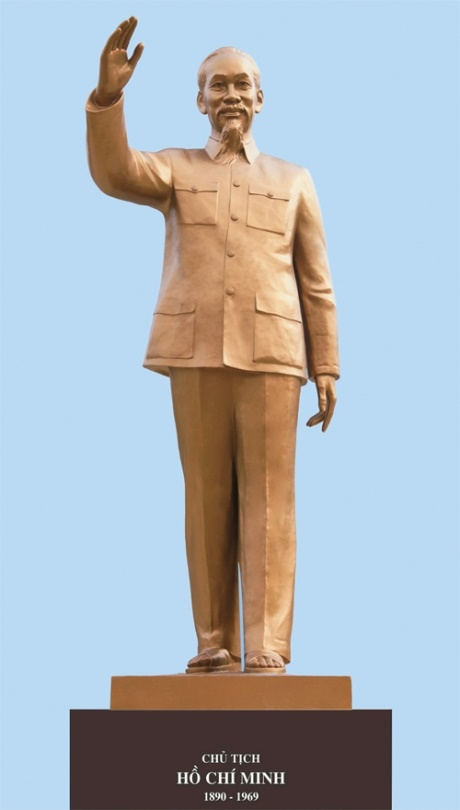 CHỦ TỊCH
HỒ CHÍ MINH
1890 - 1969